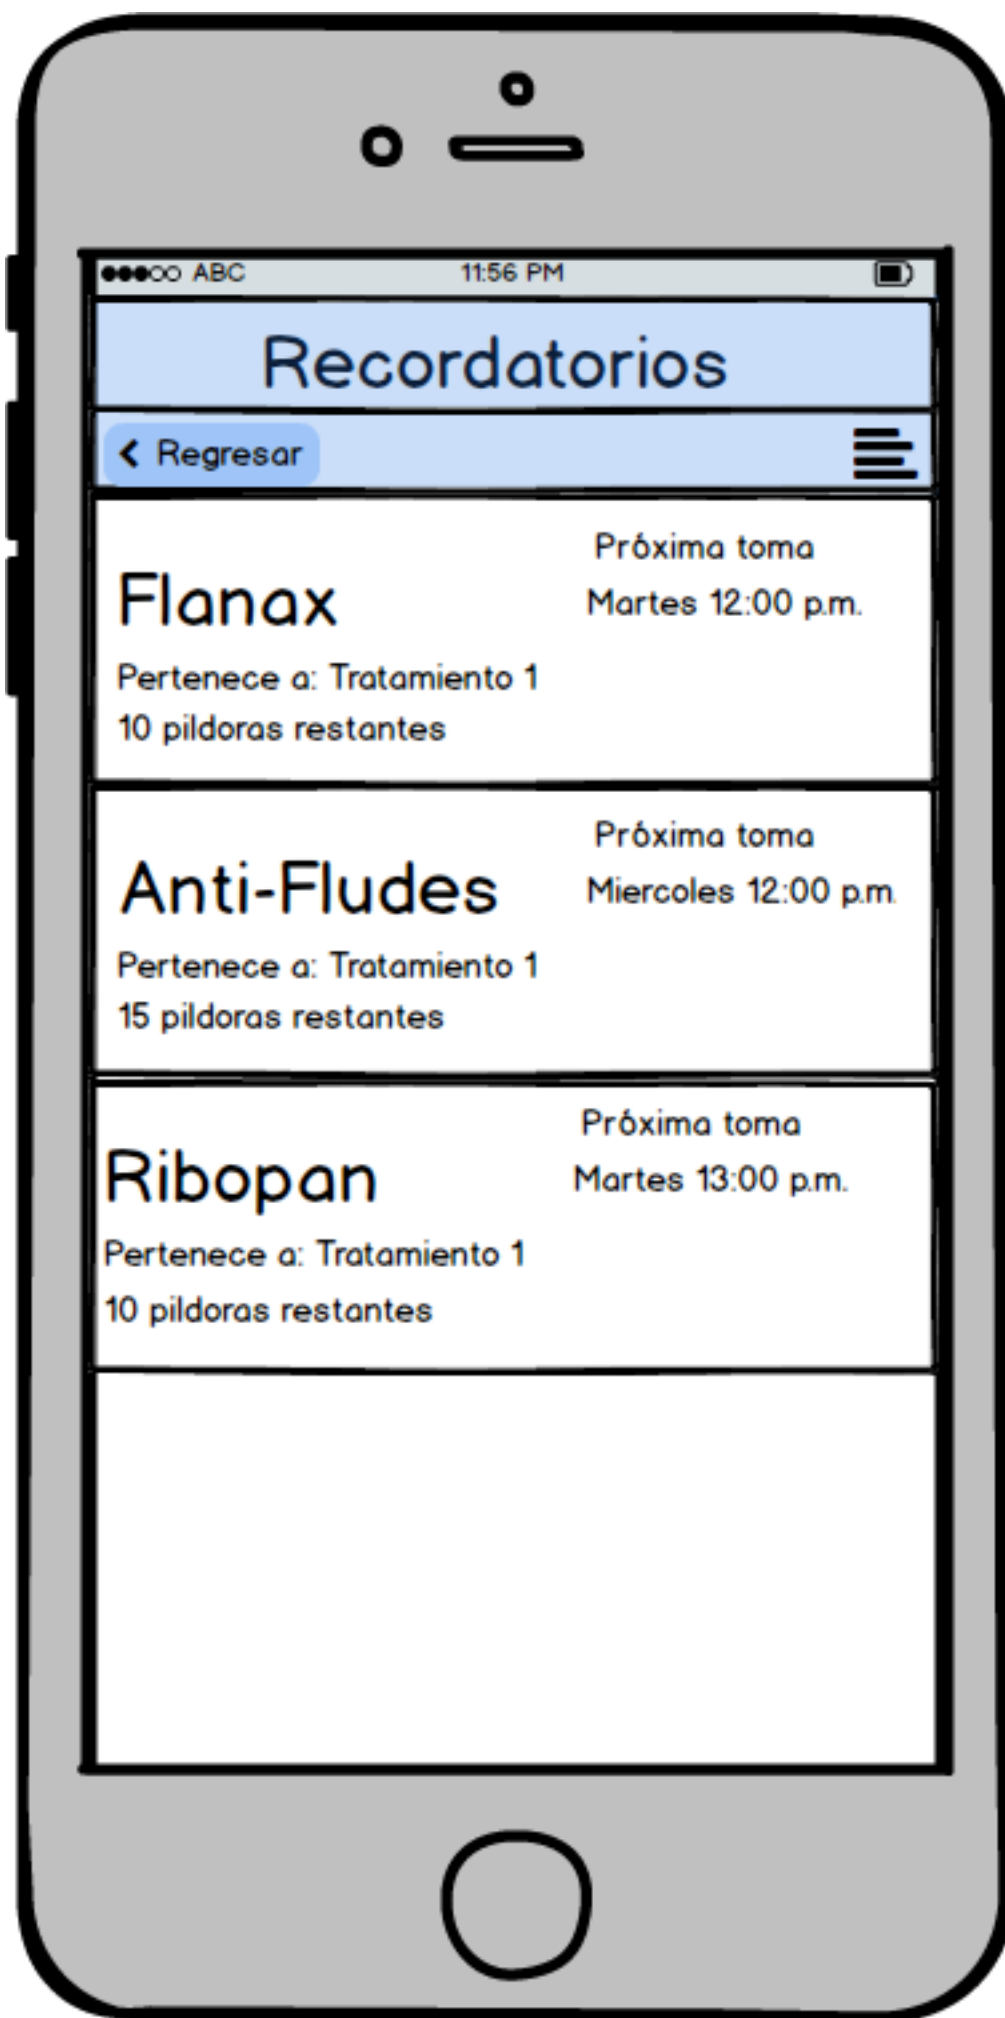 ABC 11:56 PM
Recordatorios
Regresar
Próxima toma
Flanax
Martes 12:00 p.m.
Pertenece a: Tratamiento 1
10 pildoras restantes
Próxima toma
Anti-Fludes
Miercoles 12:00 p.m.
Pertenece a: Tratamiento 1
15 pildoras restantes
Próxima toma
Ribopan
Martes 13:00 p.m.
Pertenece a: Tratamiento 1
10 pildoras restantes